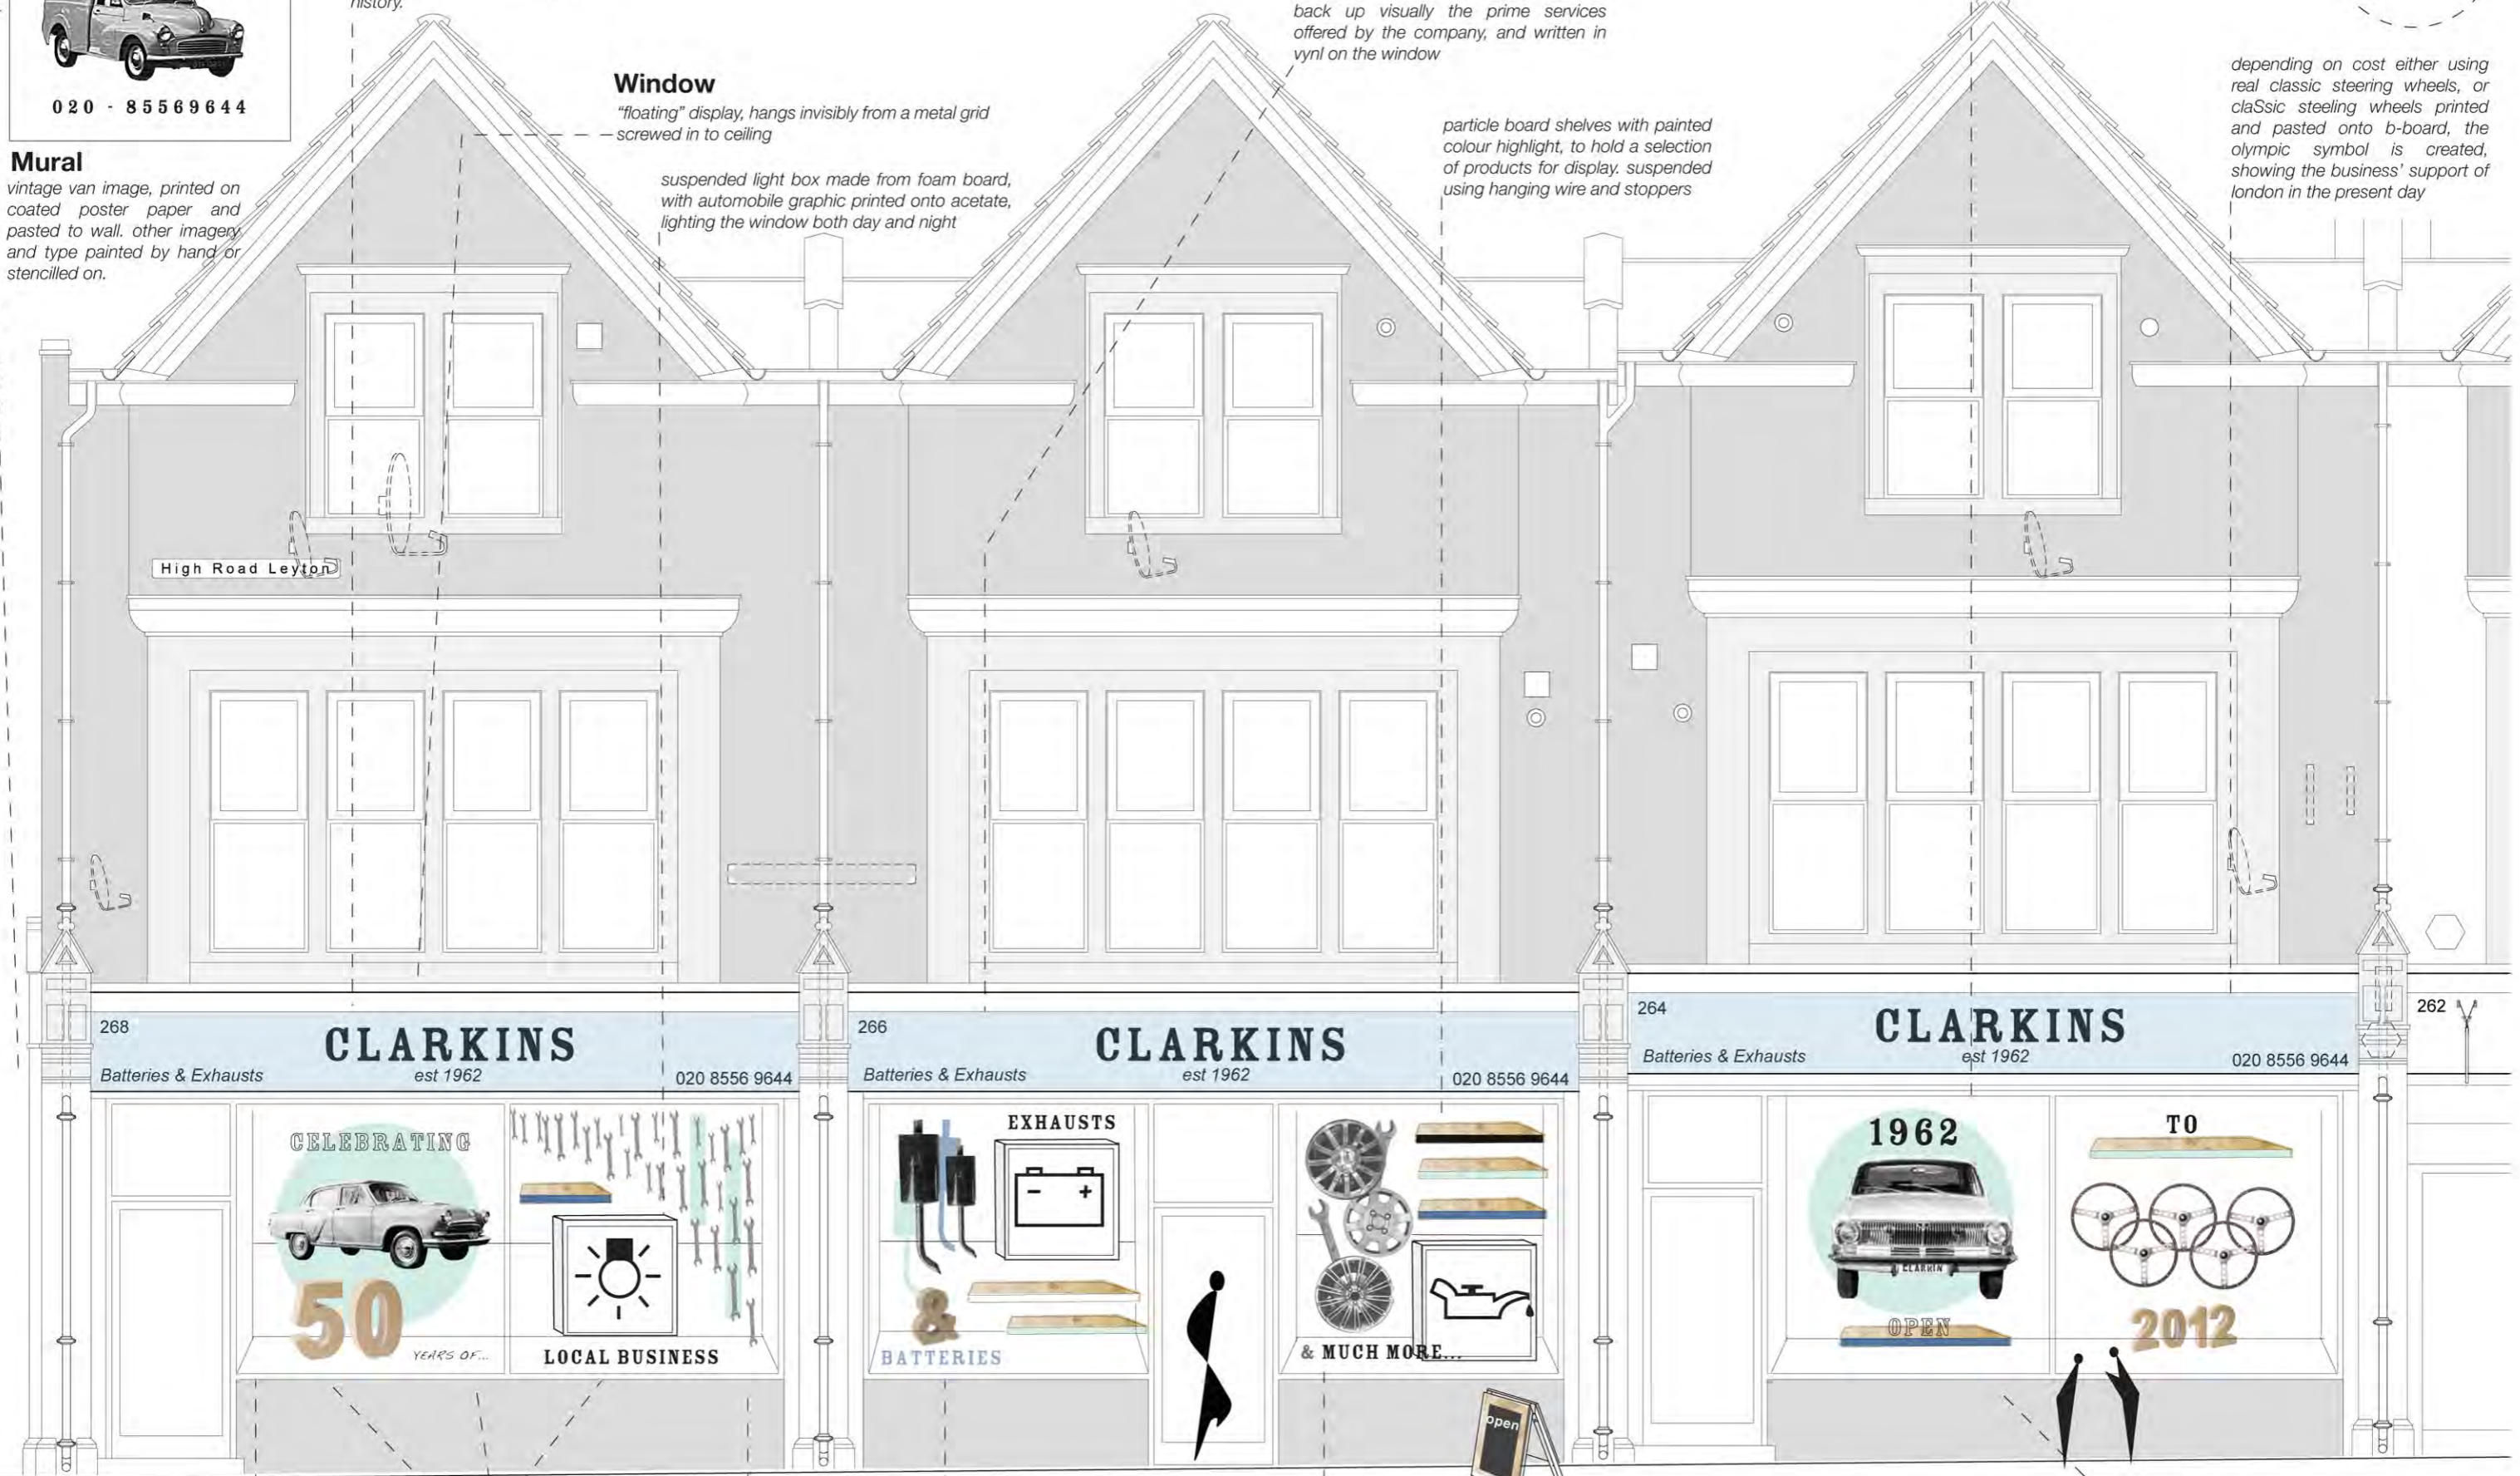 history.
020 - 85569644
Mural
vintage van image, printed on
coated poster paper and
pasted to wall. other imagery
and type painted by hand or
stencilled on.
Window
“floating” display, hangs invisibly from a metal grid
screwed in to ceiling
suspended light box made from foam board,
with automobile graphic printed onto acetate,
lighting the window both day and night
back up visually the prime services
offered by the company, and written in
vynl on the window
particle board shelves with painted
colour highlight, to hold a selection
of products for display. suspended
using hanging wire and stoppers
depending on cost either using
real classic steering wheels, or
claSsic steeling wheels printed
and pasted onto b-board, the
olympic symbol is created,
showing the business’ support of
london in the present day
High Road Leyton
268
CLARKINS
Batteries & Exhausts
est 1962
020 8556 9644
266
CLARKINS
Batteries & Exhausts
est 1962
020 8556 9644
264
CLARKINS
Batteries & Exhausts
est 1962
020 8556 9644
262
CELEBRATING
50
YEARS OF...
LOCAL BUSINESS
EXHAUSTS
- +
&
BATTERIES
& MUCH MORE...
open
1962
CLARKIN
OPEN
TO
2012